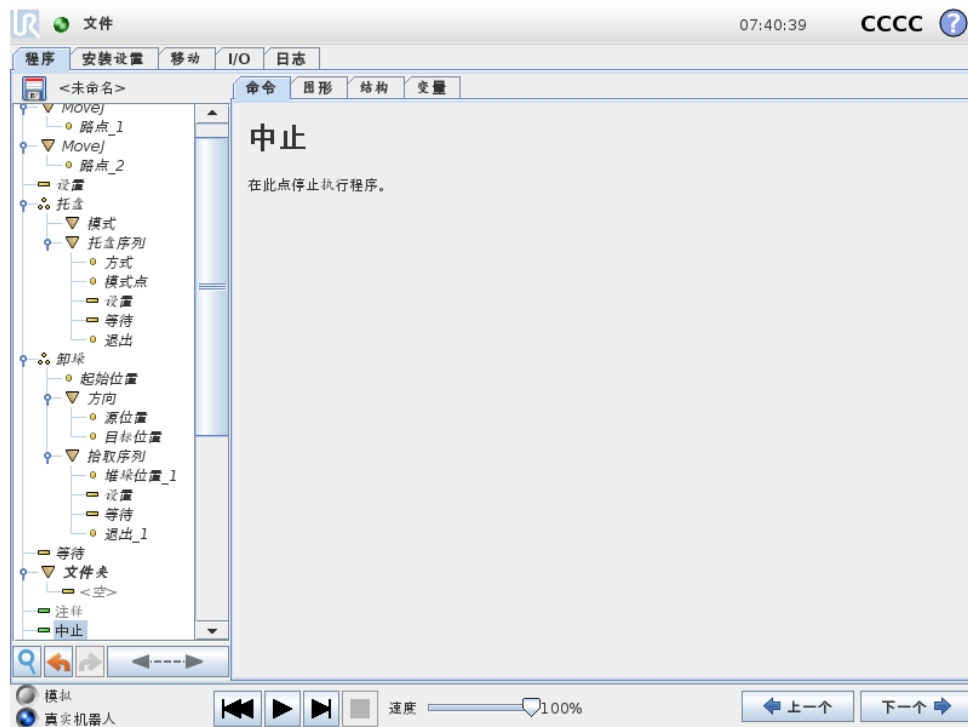 UR 文件 07:40:39 CCCC ?
程序 安装设置 移动 I/O 日志
<未命名> 命令 图形 结构 变量
MoveJ
路点_1
MoveJ
路点_2
设置
托盘
模式
托盘序列
方式
模式点
设置
等待
退出
卸垛
起始位置
方向
源位置
目标位置
拾取序列
堆垛位置_1
设置
等待
退出_1
等待
文件夹
<空>
注释
中止
中止
在此点停止执行程序。
模拟
真实机器人
速度 100%
上一个 下一个